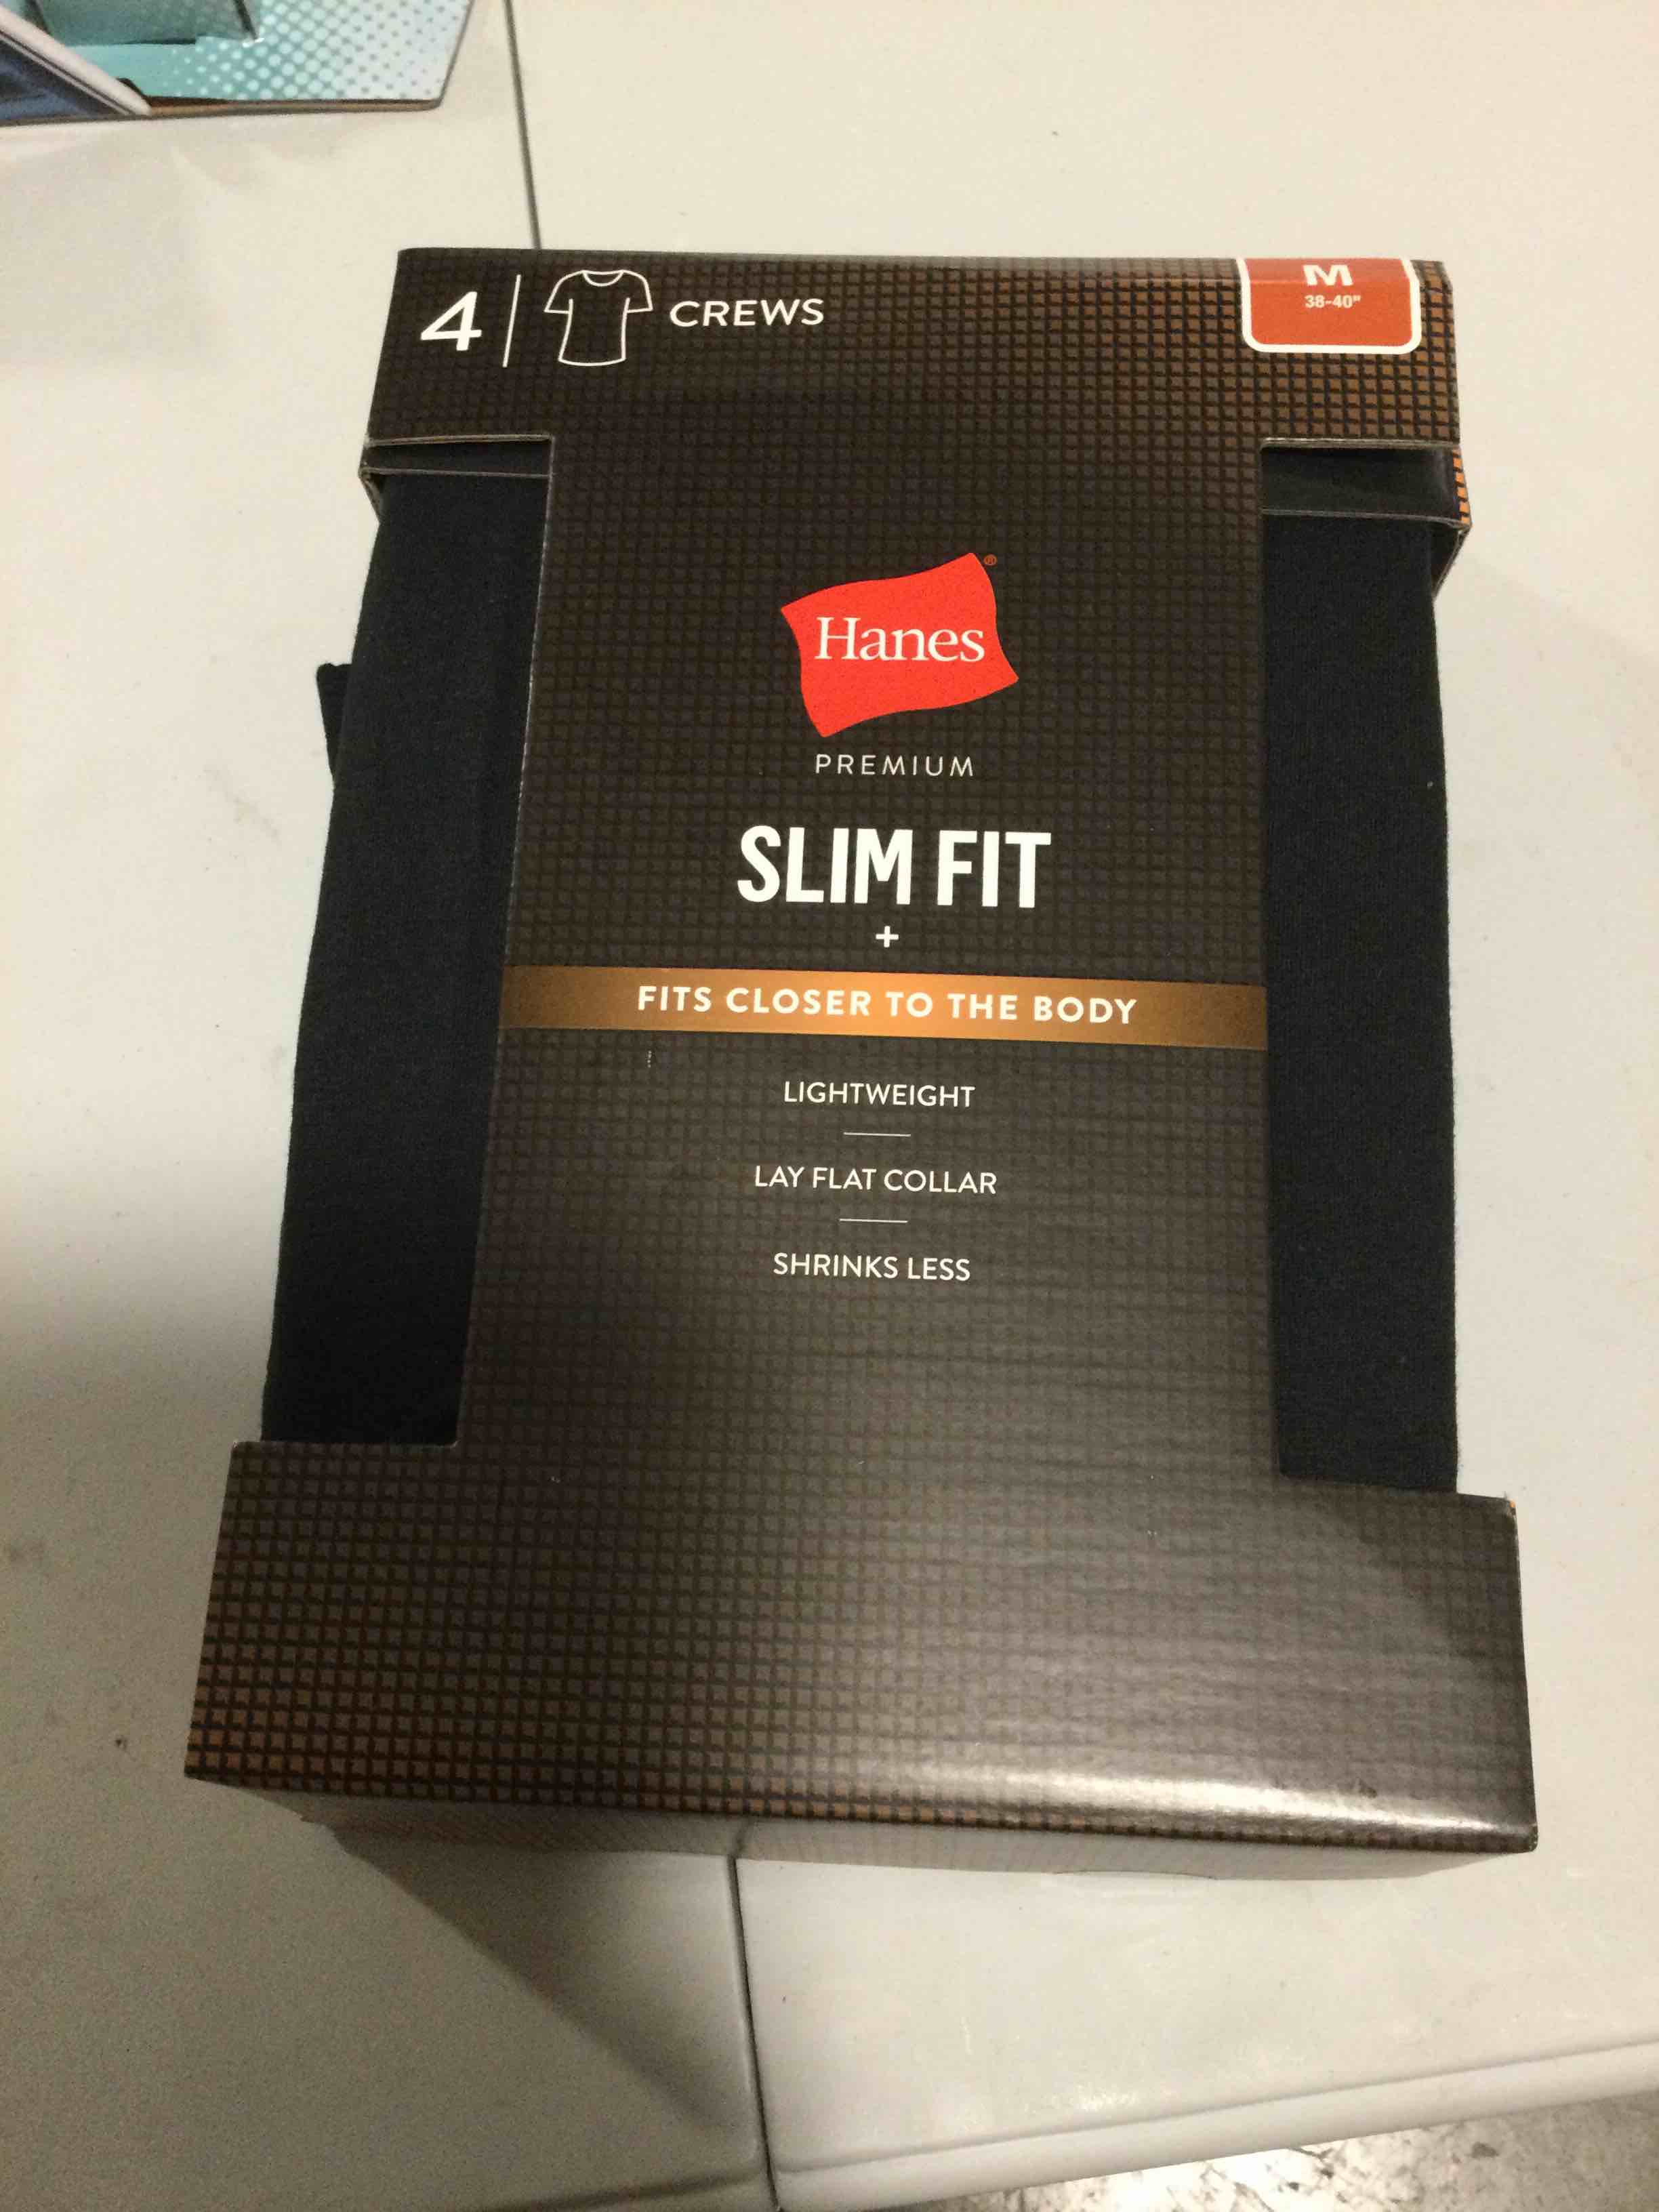 4 CREWS
M
38-40"
Hanes®
PREMIUM
SLIM FIT
+
FITS CLOSER TO THE BODY
LIGHTWEIGHT
LAY FLAT COLLAR
SHRINKS LESS